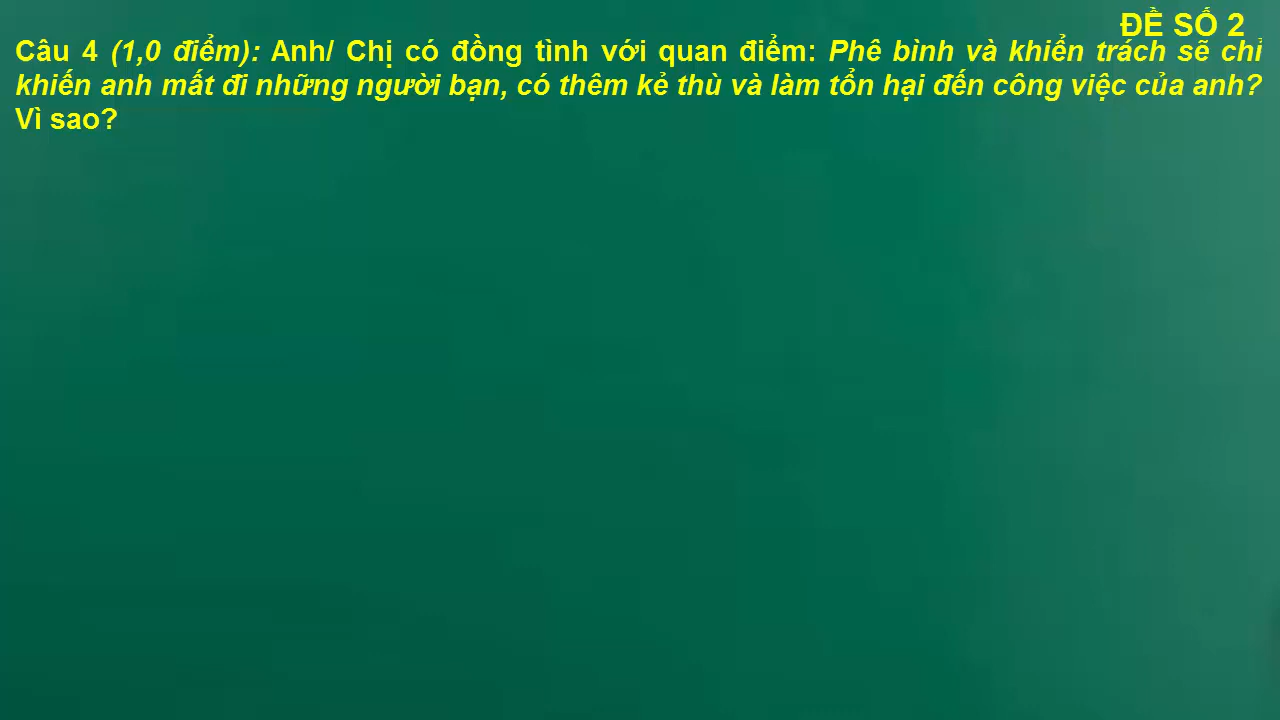 ĐỀ SỐ 2
Câu 4 (1,0 điểm): Anh/ Chị có đồng tình với quan điểm: Phê bình và khiển trách sẽ chỉ
khiến anh mất đi những người bạn, có thêm kẻ thù và làm tổn hại đến công việc của anh?
Vì sao?